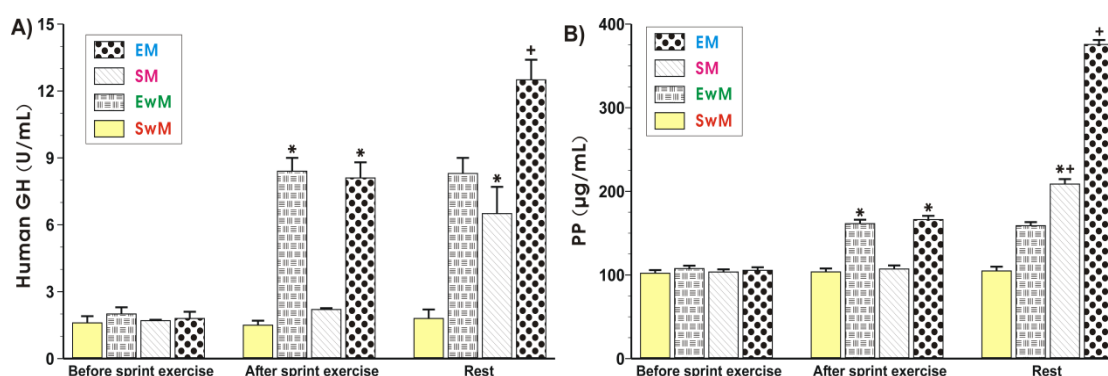 A)
Human GH (U/mL)
15
12
9
6
3
0
EM
SM
EwM
SwM
*
*
*
+
Before sprint exercise
After sprint exercise
Rest
B)
PP (µg/mL)
400
300
200
100
0
EM
SM
EwM
SwM
*
*
*+
+
Before sprint exercise
After sprint exercise
Rest